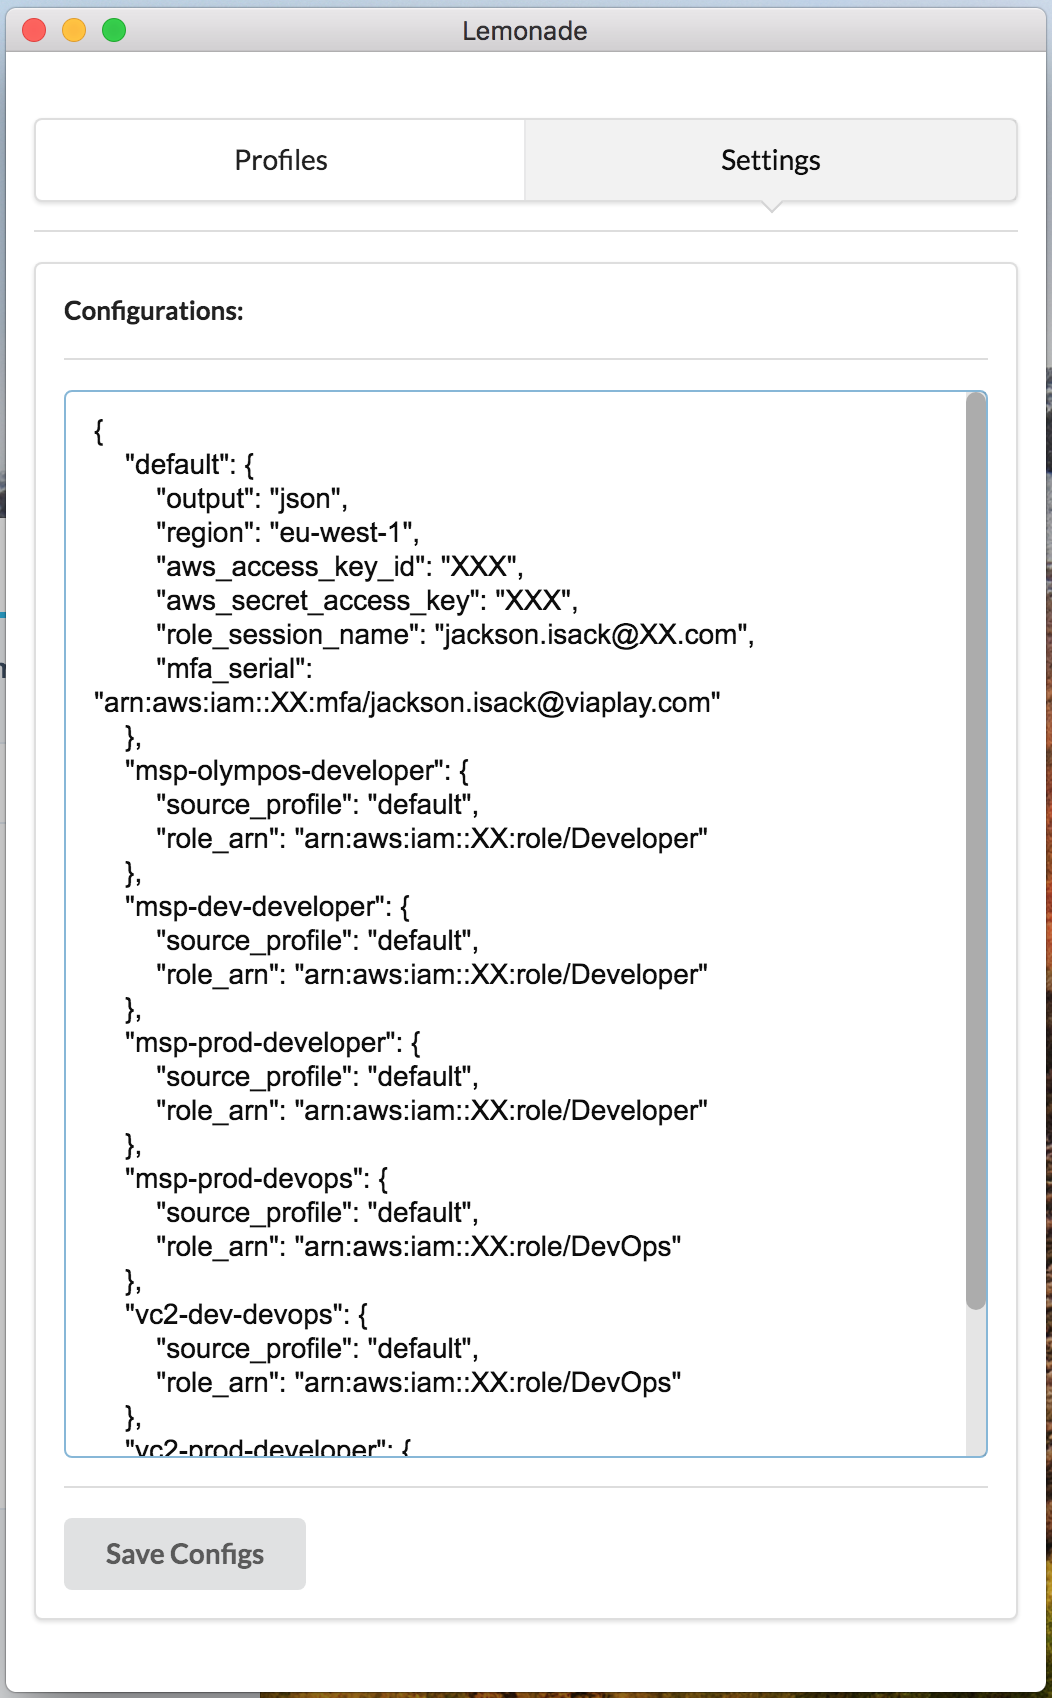 Lemonade
Profiles
Settings
Configurations:
{
    "default": {
        "output": "json",
        "region": "eu-west-1",
        "aws_access_key_id": "XXX",
        "aws_secret_access_key": "XXX",
        "role_session_name": "jackson.isack@XX.com",
        "mfa_serial":
"arn:aws:iam::XX:mfa/jackson.isack@viaplay.com"
    },
    "msp-olympos-developer": {
        "source_profile": "default",
        "role_arn": "arn:aws:iam::XX:role/Developer"
    },
    "msp-dev-developer": {
        "source_profile": "default",
        "role_arn": "arn:aws:iam::XX:role/Developer"
    },
    "msp-prod-developer": {
        "source_profile": "default",
        "role_arn": "arn:aws:iam::XX:role/Developer"
    },
    "msp-prod-devops": {
        "source_profile": "default",
        "role_arn": "arn:aws:iam::XX:role/DevOps"
    },
    "vc2-dev-devops": {
        "source_profile": "default",
        "role_arn": "arn:aws:iam::XX:role/DevOps"
    },
    "vc2-prod-developer": {
Save Configs